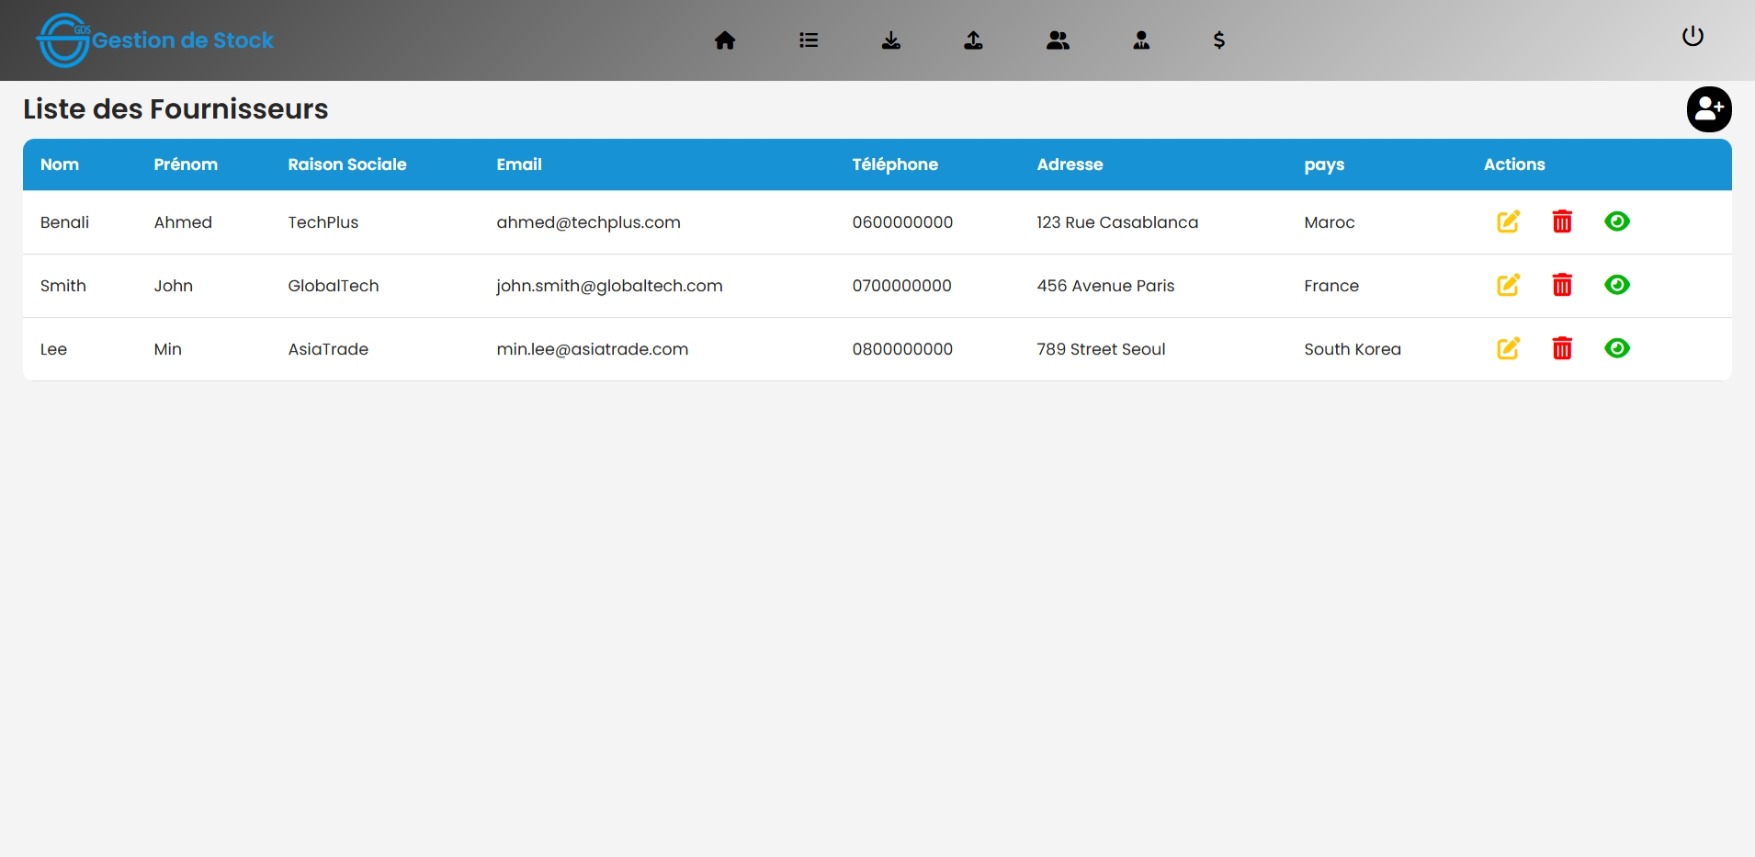 GDS
Gestion de Stock
Liste des Fournisseurs
Nom Prénom Raison Sociale Email Téléphone Adresse pays Actions
Benali Ahmed TechPlus ahmed@techplus.com 0600000000 123 Rue Casablanca Maroc
Smith John GlobalTech john.smith@globaltech.com 0700000000 456 Avenue Paris France
Lee Min AsiaTrade min.lee@asiatrade.com 0800000000 789 Street Seoul South Korea